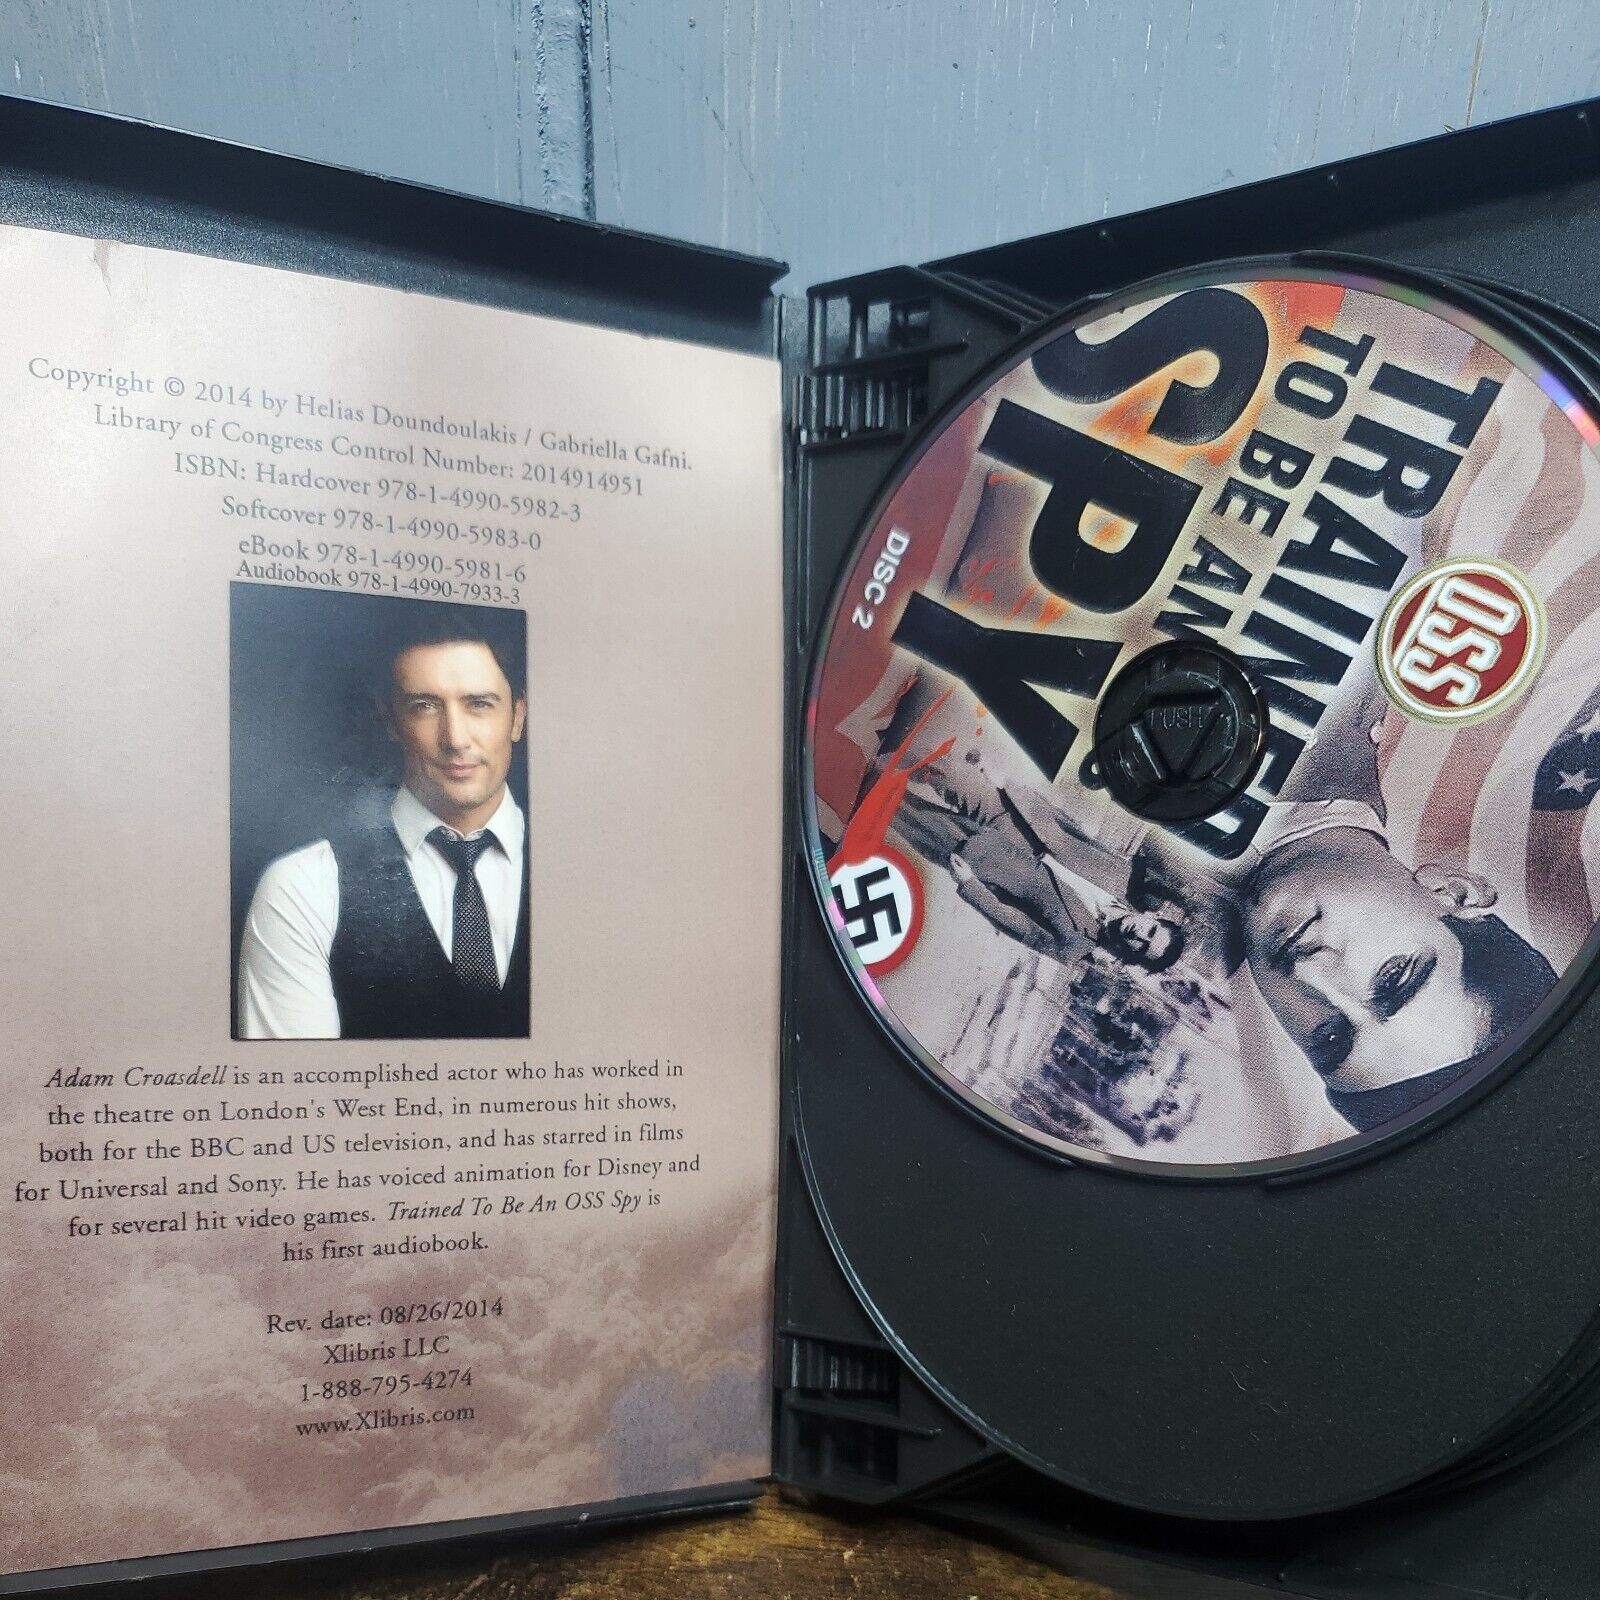 Copyright © 2014 by Helias Doundoulakis / Gabriella Gafni.
Library of Congress Control Number: 2014914951
ISBN: Hardcover 978-1-4990-5982-3
Softcover 978-1-4990-5983-0
eBook 978-1-4990-5981-6
Audiobook 978-1-4990-7933-3
Adam Croasdell is an accomplished actor who has worked in
the theatre on London's West End, in numerous hit shows,
both for the BBC and US television, and has starred in films
for Universal and Sony. He has voiced animation for Disney and
for several hit video games. Trained To Be An OSS Spy is
his first audiobook.
Rev. date: 08/26/2014
Xlibris LLC
1-888-795-4274
www.Xlibris.com
TRAINED
TO BE AN
OSS
SPY
DISC 2
PUSH